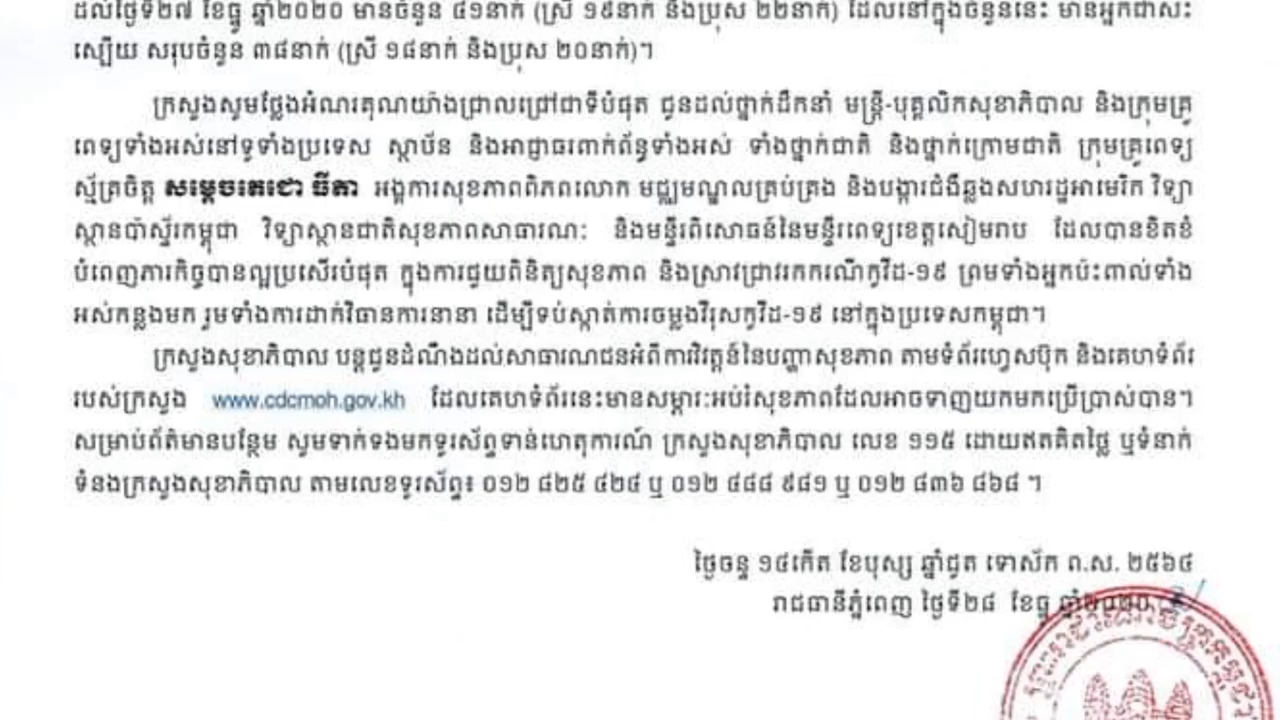 ដល់ថ្ងៃទី២៧ ខែធ្នូ ឆ្នាំ២០២០ មានចំនួន ៤១នាក់ (ស្រី ១៩នាក់ និងប្រុស ២២នាក់) ដែលនៅក្នុងចំនួននេះ មានអ្នកជាសះ
ស្បើយ សរុបចំនួន ៣៨នាក់ (ស្រី ១៨នាក់ និងប្រុស ២០នាក់)។
ក្រសួងសូមថ្លែងអំណរគុណយ៉ាងជ្រាលជ្រៅជាទីបំផុត ជូនដល់ថ្នាក់ដឹកនាំ មន្ត្រី-បុគ្គលិកសុខាភិបាល និងក្រុមគ្រូ
ពេទ្យទាំងអស់នៅទូទាំងប្រទេស ស្ថាប័ន និងអាជ្ញាធរពាក់ព័ន្ធទាំងអស់ ទាំងថ្នាក់ជាតិ និងថ្នាក់ក្រោមជាតិ ក្រុមគ្រូពេទ្យ
ស្ម័គ្រចិត្ត សម្តេចតេជោ ធីតា អង្គការសុខភាពពិភពលោក មជ្ឈមណ្ឌលគ្រប់គ្រង និងបង្ការជំងឺឆ្លងសហរដ្ឋអាមេរិក វិទ្យា
ស្ថានប៉ាស្ទ័រកម្ពុជា វិទ្យាស្ថានជាតិសុខភាពសាធារណៈ និងមន្ទីរពិសោធន៍នៃមន្ទីរពេទ្យខេត្តសៀមរាប ដែលបានខិតខំ
បំពេញភារកិច្ចបានល្អប្រសើរបំផុត ក្នុងការជួយពិនិត្យសុខភាព និងស្រាវជ្រាវរកករណីកូវីដ-១៩ ព្រមទាំងអ្នកប៉ះពាល់ទាំង
អស់កន្លងមក រួមទាំងការដាក់វិធានការនានា ដើម្បីទប់ស្កាត់ការចម្លងវីរុសកូវីដ-១៩ នៅក្នុងប្រទេសកម្ពុជា។
ក្រសួងសុខាភិបាល បន្តជូនដំណឹងដល់សាធារណជនអំពីការវិវត្តន៍នៃបញ្ហាសុខភាព តាមទំព័រហ្វេសប៊ុក និងគេហទំព័រ
របស់ក្រសួង www.cdcmoh.gov.kh ដែលគេហទំព័រនេះមានសម្ភារៈអប់រំសុខភាពដែលអាចទាញយកមកប្រើប្រាស់បាន។
សម្រាប់ព័ត៌មានបន្ថែម សូមទាក់ទងមកទូរស័ព្ទទាន់ហេតុការណ៍ ក្រសួងសុខាភិបាល លេខ ១១៥ ដោយឥតគិតថ្លៃ ឬទំនាក់
ទំនងក្រសួងសុខាភិបាល តាមលេខទូរស័ព្ទ៖ ០១២ ៨២៥ ៤២៤ ឬ ០១២ ៤៨៨ ៩៨១ ឬ ០១២ ៨៣៦ ៨៦៨ ។
ថ្ងៃចន្ទ ១៤កើត ខែបុស្ស ឆ្នាំជូត ទោស័ក ព.ស. ២៥៦៤
រាជធានីភ្នំពេញ ថ្ងៃទី២៨ ខែធ្នូ ឆ្នាំ២០២០